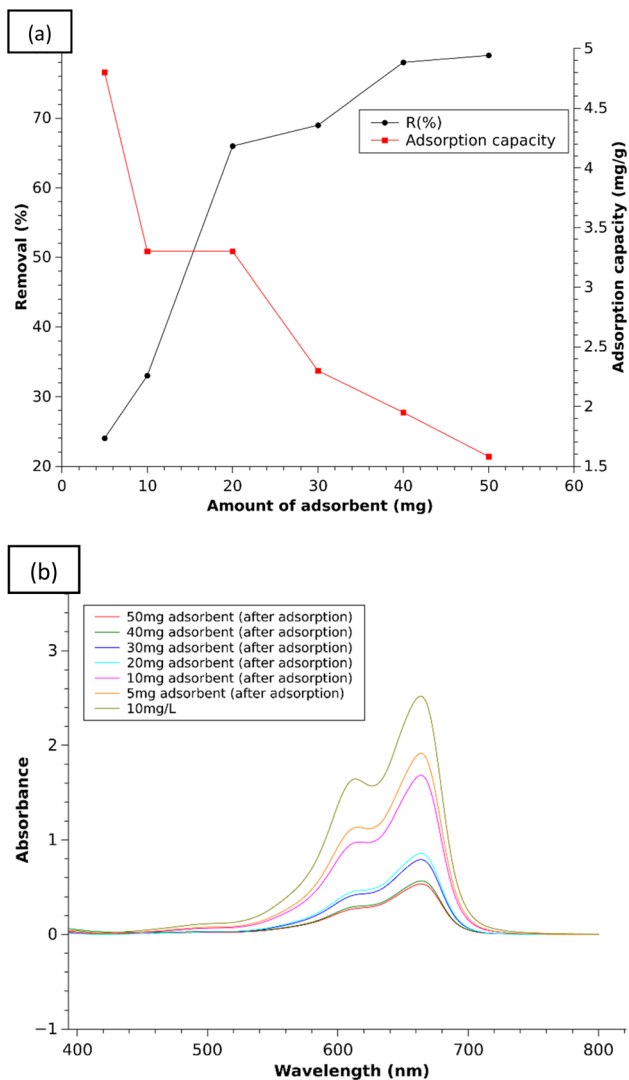 (a)
70
60
50
40
30
20
Removal (%)
0 10 20 30 40 50 60
Amount of adsorbent (mg)
5
4.5
4
3.5
3
2.5
2
1.5
Adsorption capacity (mg/g)
R(%)
Adsorption capacity
(b)
50mg adsorbent (after adsorption)
40mg adsorbent (after adsorption)
30mg adsorbent (after adsorption)
20mg adsorbent (after adsorption)
10mg adsorbent (after adsorption)
5mg adsorbent (after adsorption)
10mg/L
3
2
1
0
−1
Absorbance
400 500 600 700 800
Wavelength (nm)